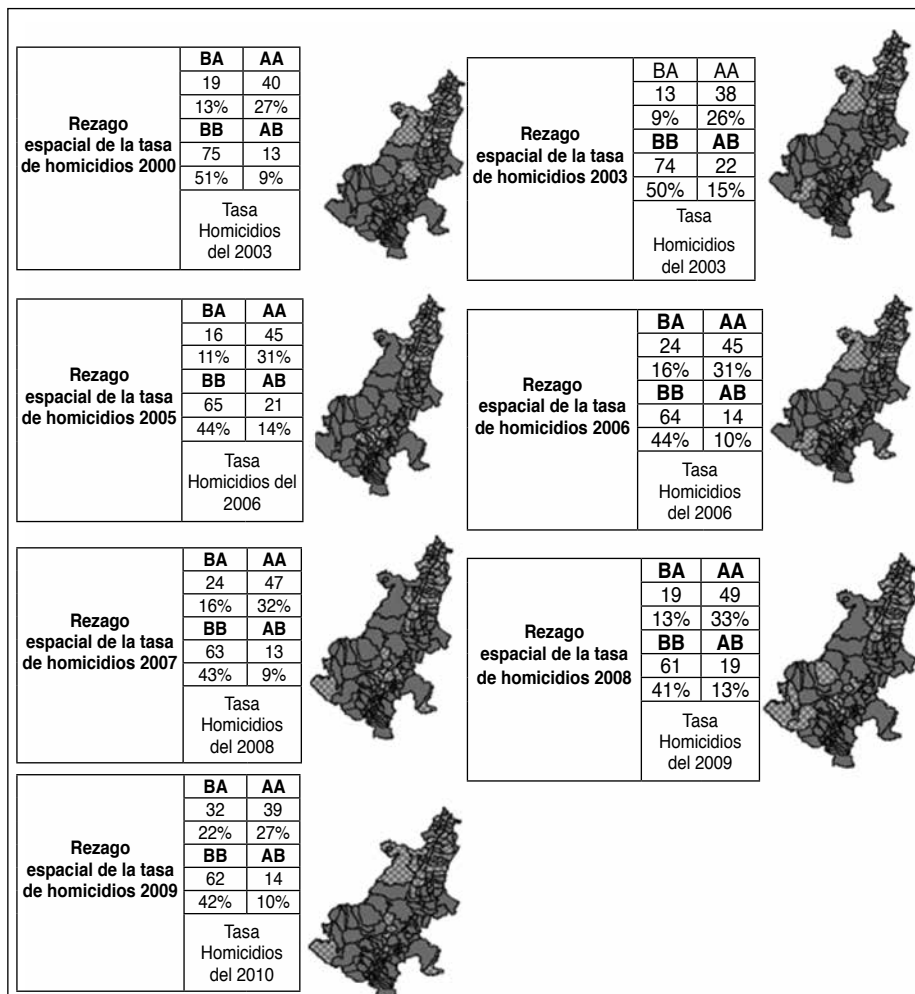 BA AA
19 40
13% 27%
Rezago
espacial de la tasa
de homicidios 2000
BB AB
75 13
51% 9%
Tasa
Homicidios
del 2003
BA AA
13 38
9% 26%
Rezago
espacial de la tasa
de homicidios 2003
BB AB
74 22
50% 15%
Tasa
Homicidios
del 2003
BA AA
16 45
11% 31%
Rezago
espacial de la tasa
de homicidios 2005
BB AB
65 21
44% 14%
Tasa
Homicidios del
2006
BA AA
24 45
16% 31%
Rezago
espacial de la tasa
de homicidios 2006
BB AB
64 14
44% 10%
Tasa
Homicidios
del 2006
BA AA
24 47
16% 32%
Rezago
espacial de la tasa
de homicidios 2007
BB AB
63 13
43% 9%
Tasa
Homicidios
del 2008
BA AA
19 49
13% 33%
Rezago
espacial de la tasa
de homicidios 2008
BB AB
61 19
41% 13%
Tasa
Homicidios
del 2009
BA AA
32 39
22% 27%
Rezago
espacial de la tasa
de homicidios 2009
BB AB
62 14
42% 10%
Tasa
Homicidios
del 2010